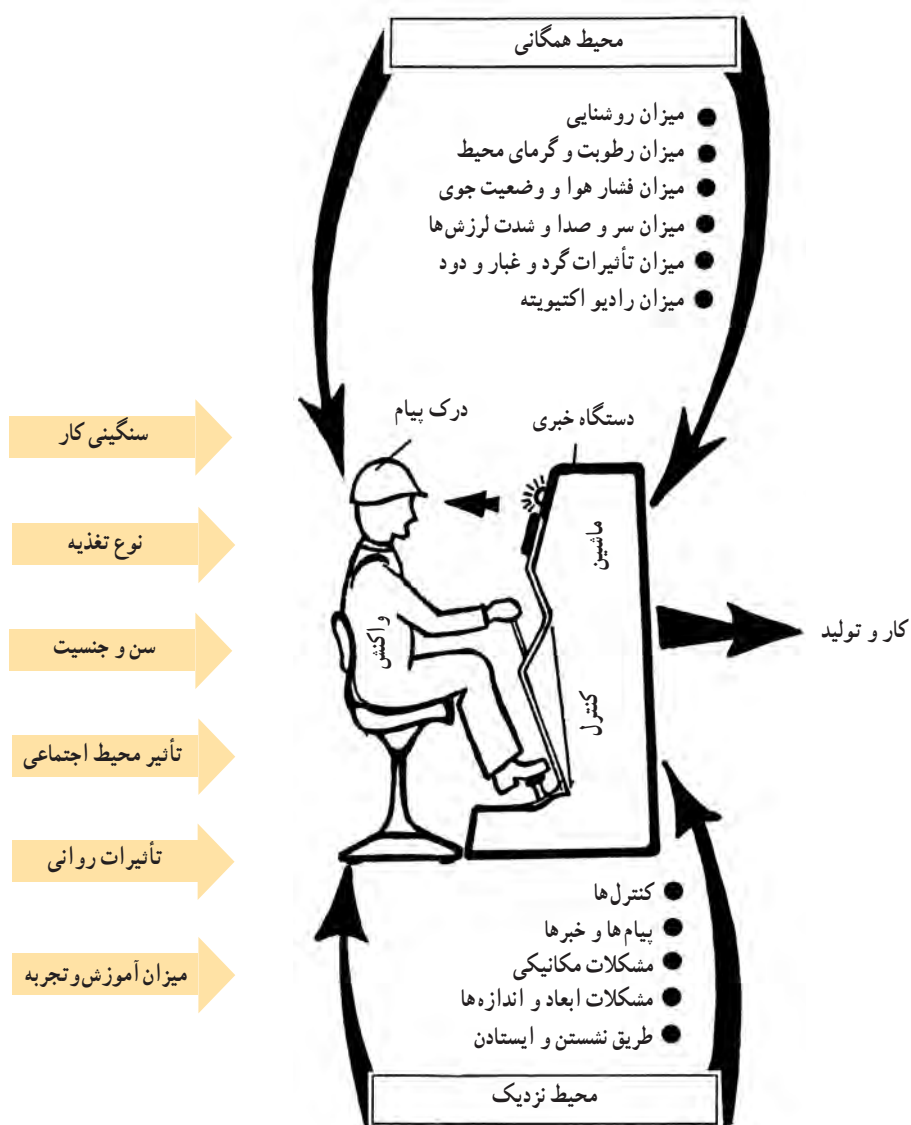 محیط همگانی
میزان روشنایی
میزان رطوبت و گرمای محیط
میزان فشار هوا و وضعیت جوی
میزان سر و صدا و شدت لرزش‌ها
میزان تأثیرات گرد و غبار و دود
میزان رادیو اکتیویته
دستگاه خبری
درک پیام
ماشین
واکنش
کنترل
کار و تولید
سنگینی کار
نوع تغذیه
سن و جنسیت
تأثیر محیط اجتماعی
تأثیرات روانی
میزان آموزش و تجربه
کنترل‌ها
پیام‌ها و خبرها
مشکلات مکانیکی
مشکلات ابعاد و اندازه‌ها
طریق نشستن و ایستادن
محیط نزدیک